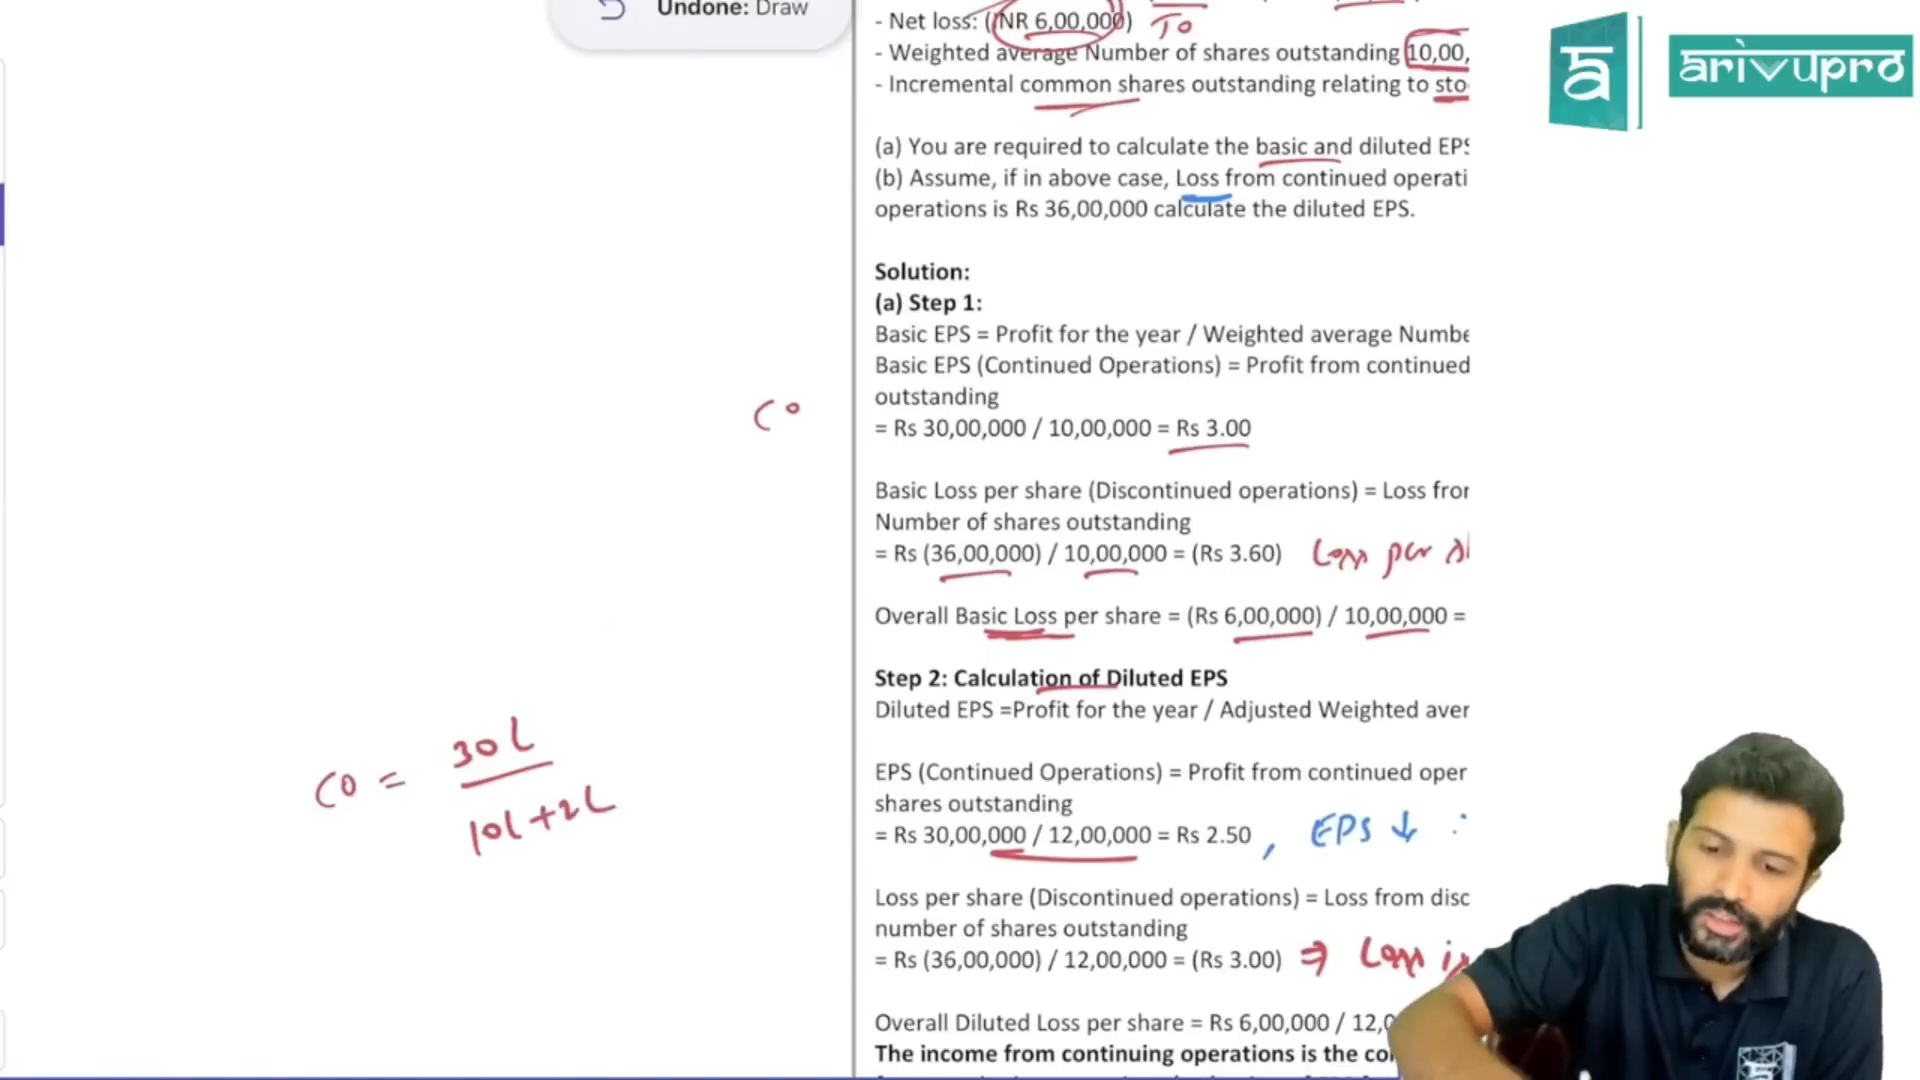 Undone: Draw
- Net loss: (INR 6,00,000)
TO
- Weighted average Number of shares outstanding 10,00,
- Incremental common shares outstanding relating to sto
arivupro
(a) You are required to calculate the basic and diluted EPS
(b) Assume, if in above case, Loss from continued operati
operations is Rs 36,00,000 calculate the diluted EPS.
Solution:
(a) Step 1:
Basic EPS = Profit for the year / Weighted average Numbe
Basic EPS (Continued Operations) = Profit from continued
outstanding
= Rs 30,00,000 / 10,00,000 = Rs 3.00
CO
Basic Loss per share (Discontinued operations) = Loss fror
Number of shares outstanding
= Rs (36,00,000) / 10,00,000 = (Rs 3.60) Loss per
Overall Basic Loss per share = (Rs 6,00,000) / 10,00,000 =
Step 2: Calculation of Diluted EPS
Diluted EPS =Profit for the year / Adjusted Weighted aver
EPS (Continued Operations) = Profit from continued oper
shares outstanding
= Rs 30,00,000 / 12,00,000 = Rs 2.50 , EPS ↓
CO = 30L
10L+2L
Loss per share (Discontinued operations) = Loss from disc
number of shares outstanding
= Rs (36,00,000) / 12,00,000 = (Rs 3.00) ⇒ Loss
Overall Diluted Loss per share = Rs 6,00,000 / 12,0
The income from continuing operations is the co